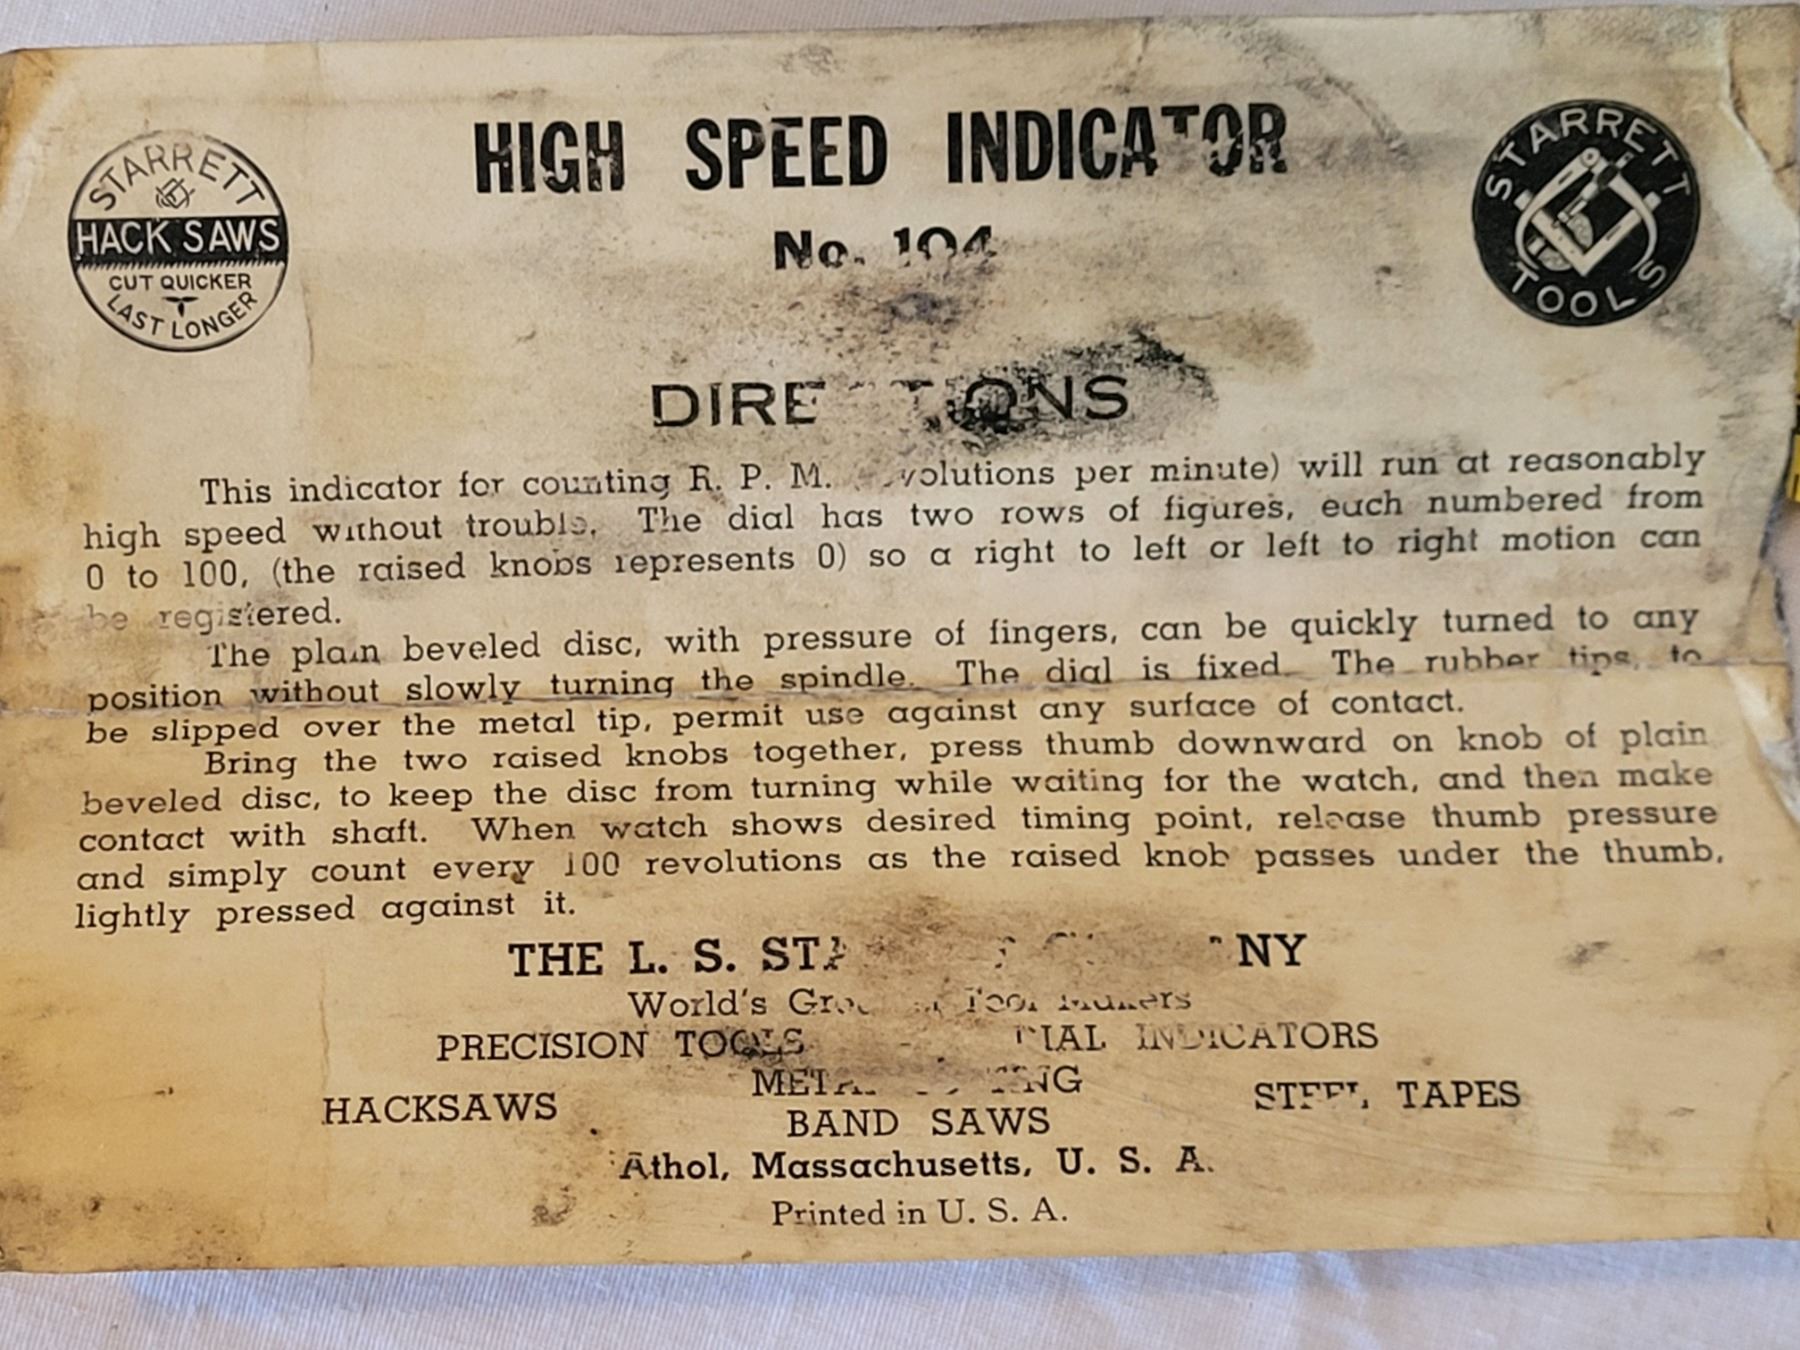 STARRETT
HACK SAWS
CUT QUICKER
LAST LONGER
HIGH SPEED INDICATOR
No. 104
STARRETT
TOOLS
DIRECTIONS
This indicator for counting R. P. M. will run at reasonably
high speed without trouble. The dial has two rows of figures, each numbered from
0 to 100, (the raised knobs represents 0) so a right to left or left to right motion can
be registered.
The plain beveled disc, with pressure of fingers, can be quickly turned to any
position without slowly turning the spindle. The dial is fixed. The rubber tips, to
be slipped over the metal tip, permit use against any surface of contact.
Bring the two raised knobs together, press thumb downward on knob of plain
beveled disc, to keep the disc from turning while waiting for the watch, and then make
contact with shaft. When watch shows desired timing point, release thumb pressure
and simply count every 100 revolutions as the raised knob passes under the thumb,
lightly pressed against it.
THE L. S.
World's Tool Makers
PRECISION TOOLS DIAL INDICATORS
HACKSAWS STEEL TAPES
BAND SAWS
Athol, Massachusetts, U. S. A.
Printed in U. S. A.